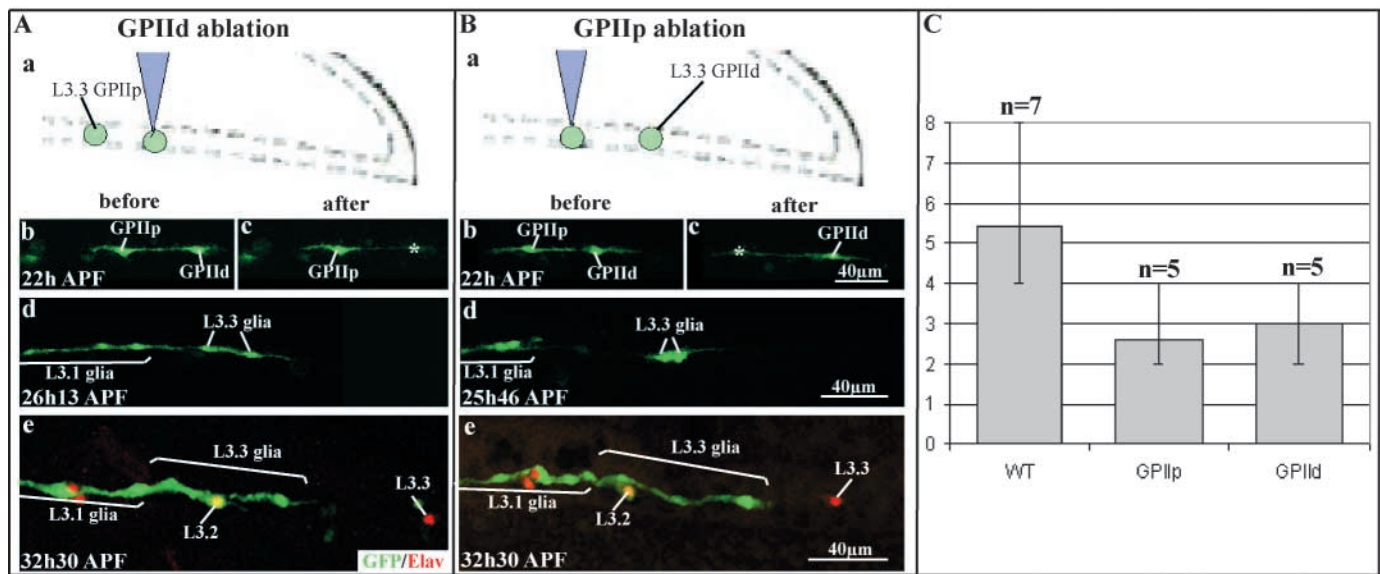 A
GPIId ablation
a
L3.3 GPIIp
before
after
b
GPIIp
GPIId
22h APF
c
GPIIp
*
d
L3.3 glia
L3.1 glia
26h13 APF
e
L3.3 glia
L3.3
L3.1 glia
L3.2
32h30 APF
GFP/Elav
B
GPIIp ablation
a
L3.3 GPIId
before
after
b
GPIIp
GPIId
22h APF
c
GPIId
*
40µm
d
L3.3 glia
L3.1 glia
25h46 APF
40µm
e
L3.3 glia
L3.3
L3.1 glia
L3.2
32h30 APF
40µm
C
n=7
n=5
n=5
8
7
6
5
4
3
2
1
0
WT
GPIIp
GPIId